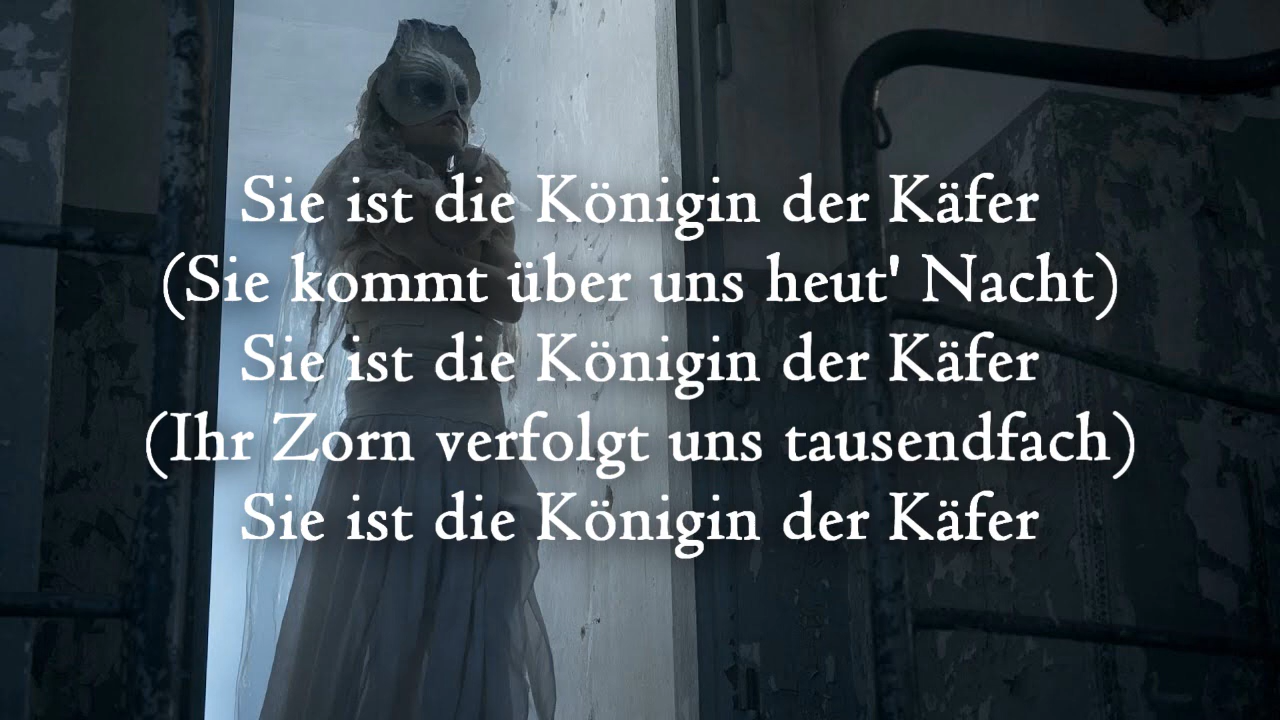 Sie ist die Königin der Käfer
(Sie kommt über uns heut' Nacht)
Sie ist die Königin der Käfer
(Ihr Zorn verfolgt uns tausendfach)
Sie ist die Königin der Käfer